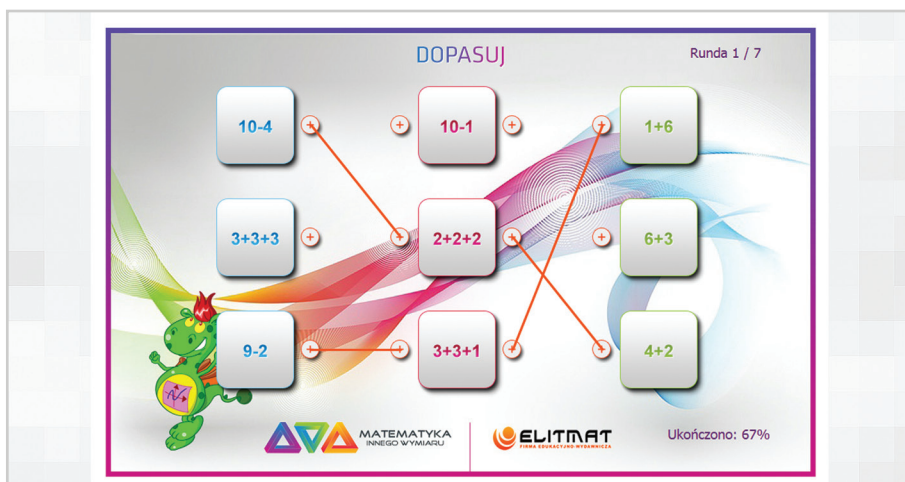 DOPASUJ
Runda 1 / 7
10-4
10-1
1+6
3+3+3
2+2+2
6+3
9-2
3+3+1
4+2
MATEMATYKA
INNEGO WYMIARU
ELITMAT
FIRMA EDUKACYJNO-WYDAWNICZA
Ukończono: 67%